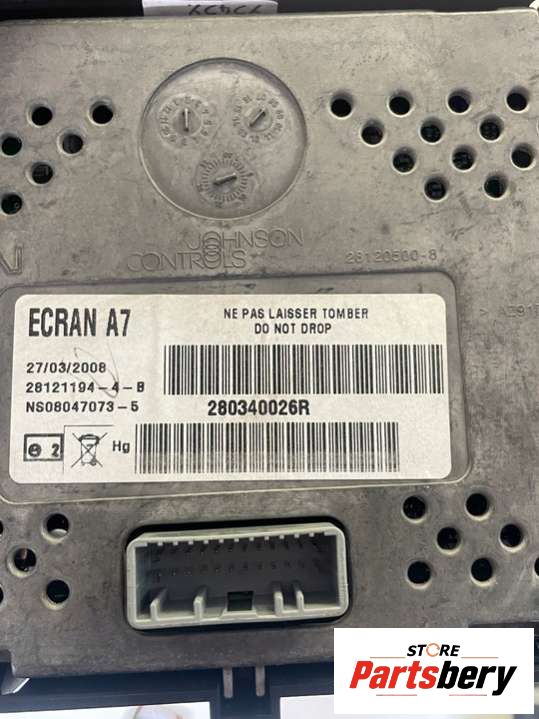 JOHNSON
CONTROLS
28120500-8
ECRAN A7
NE PAS LAISSER TOMBER
DO NOT DROP
27/03/2008
28121194-4-B
NS08047073-5
280340026R
e 2
Hg
STORE
Partsbery